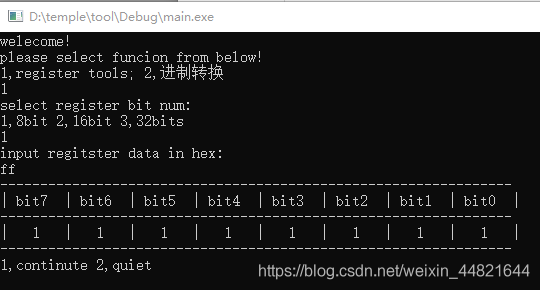 D:\temple\tool\Debug\main.exe
welecome!
please select funcion from below!
1,register tools; 2,进制转换
1
select register bit num:
1,8bit 2,16bit 3,32bits
1
input regitster data in hex:
ff
--------------------------------------------------------
| bit7 | bit6 | bit5 | bit4 | bit3 | bit2 | bit1 | bit0 |
--------------------------------------------------------
| 1 | 1 | 1 | 1 | 1 | 1 | 1 | 1 |
--------------------------------------------------------
1,continute 2,quiet
https://blog.csdn.net/weixin_44821644